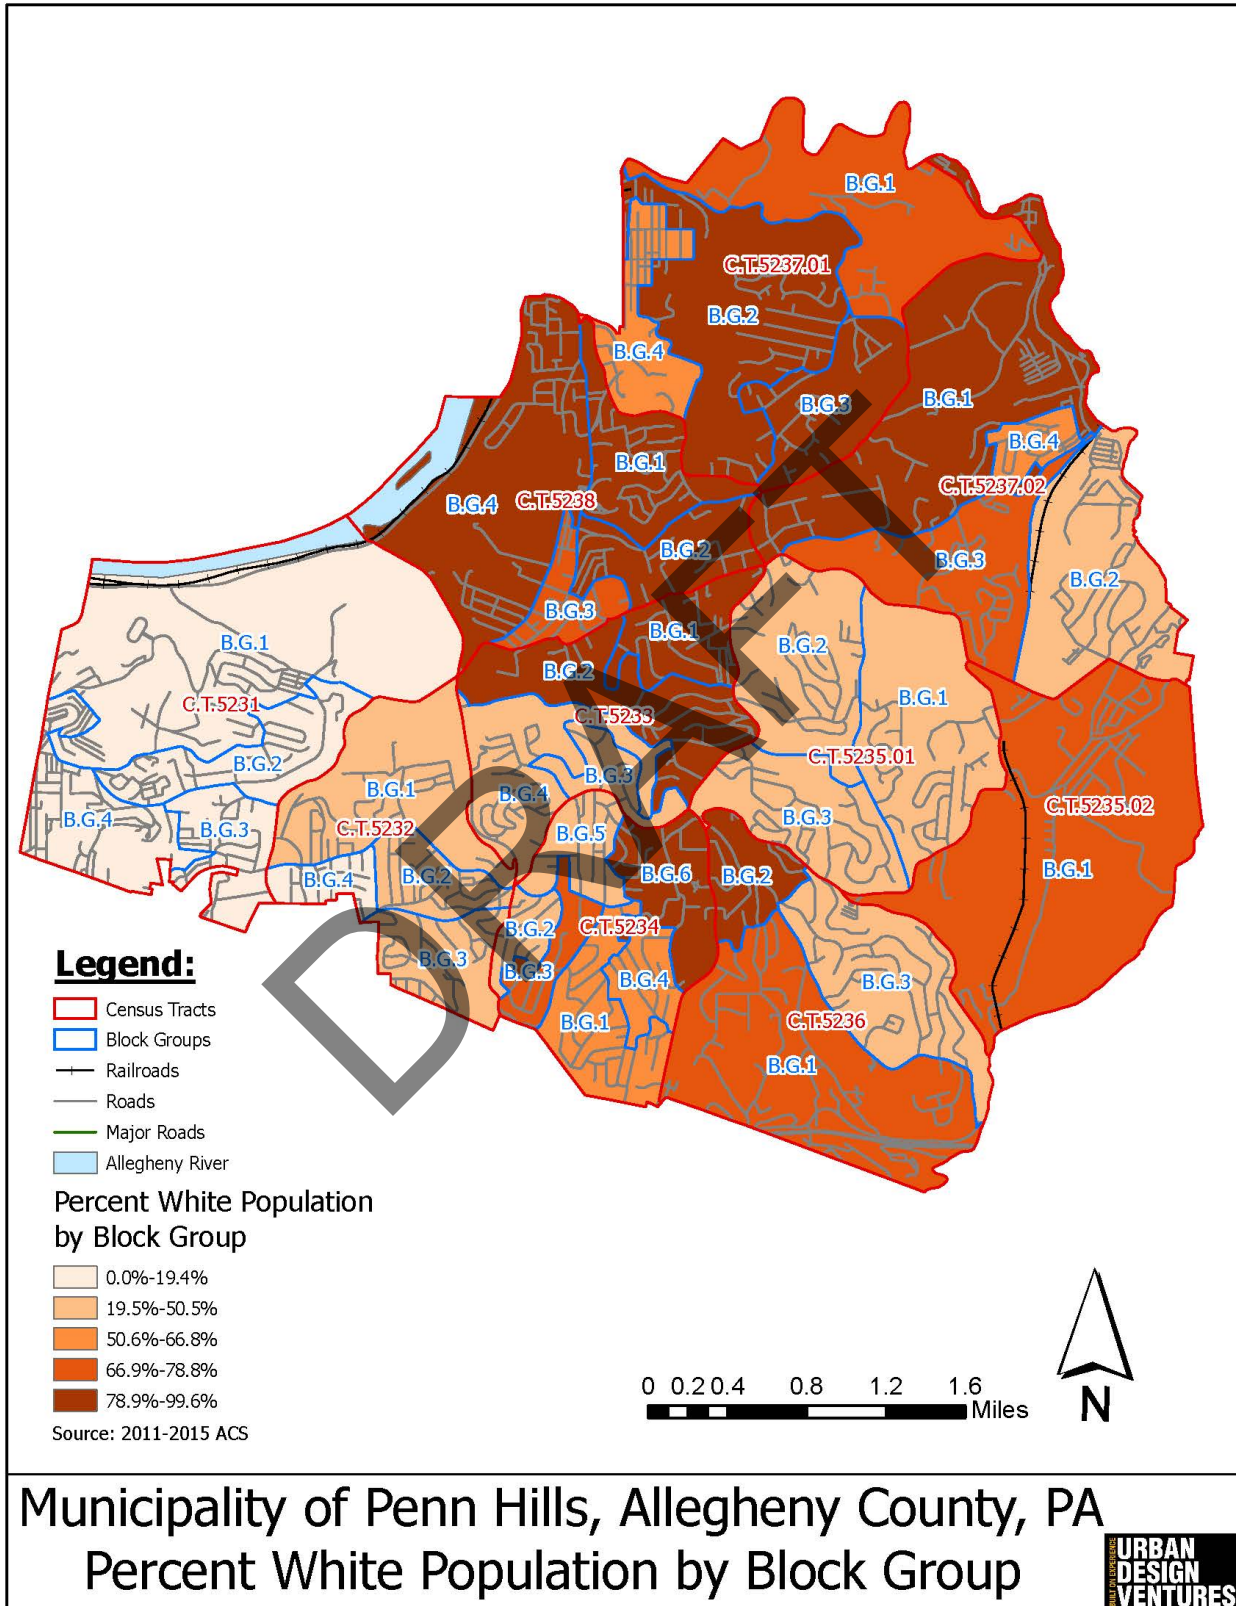 B.G.1
C.T.5237.01
B.G.2
B.G.4
B.G.3
B.G.1
B.G.4
B.G.1
C.T.5237.02
B.G.4
C.T.5238
B.G.2
B.G.3
B.G.2
B.G.3
B.G.1
B.G.2
B.G.1
B.G.2
B.G.1
C.T.5231
C.T.5233
B.G.2
B.G.3
C.T.5235.01
B.G.1
B.G.4
C.T.5235.02
B.G.4
B.G.3
C.T.5232
B.G.5
B.G.3
B.G.1
B.G.4
B.G.2
B.G.6
B.G.2
B.G.2
C.T.5234
B.G.3
B.G.3
B.G.4
B.G.3
B.G.1
C.T.5236
B.G.1
DRAFT
Legend:
Census Tracts
Block Groups
Railroads
Roads
Major Roads
Allegheny River
Percent White Population
by Block Group
0.0%-19.4%
19.5%-50.5%
50.6%-66.8%
66.9%-78.8%
78.9%-99.6%
Source: 2011-2015 ACS
0 0.2 0.4 0.8 1.2 1.6
Miles
N
Municipality of Penn Hills, Allegheny County, PA
Percent White Population by Block Group
BUILT ON EXPERIENCE
URBAN
DESIGN
VENTURES